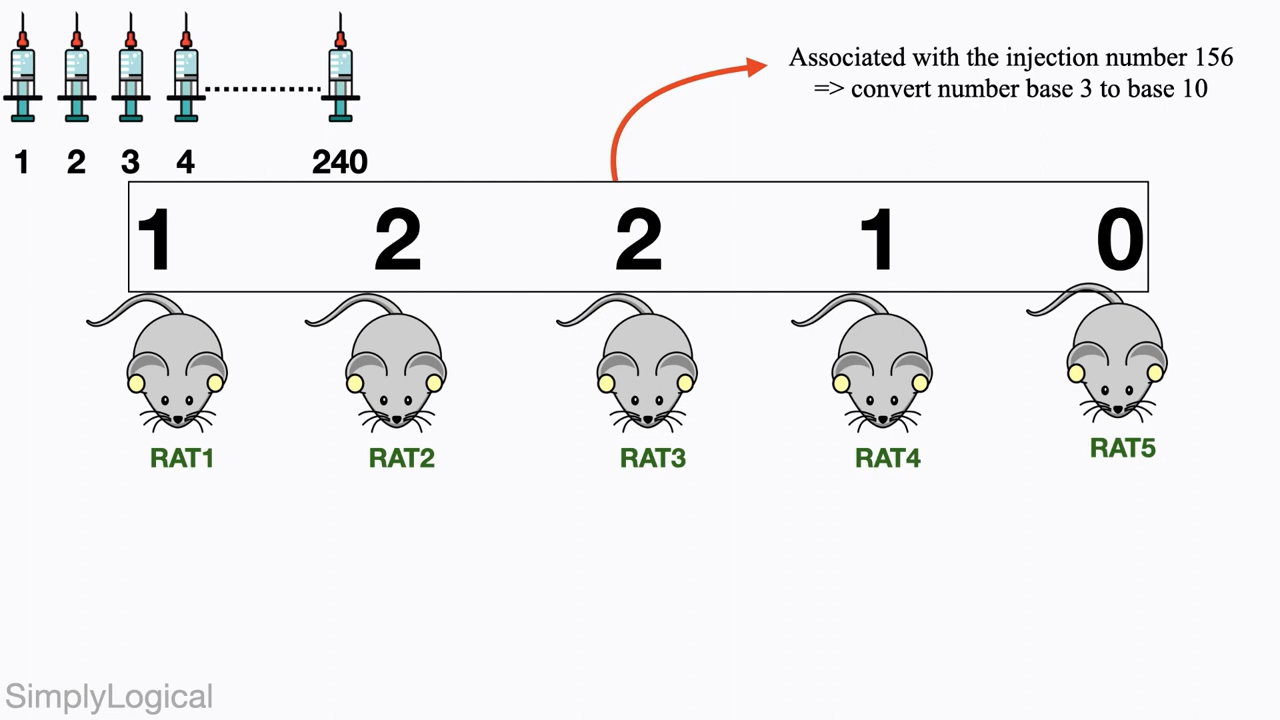 Associated with the injection number 156
=> convert number base 3 to base 10
1 2 3 4 240
1 2 2 1 0
RAT1 RAT2 RAT3 RAT4 RAT5
SimplyLogical